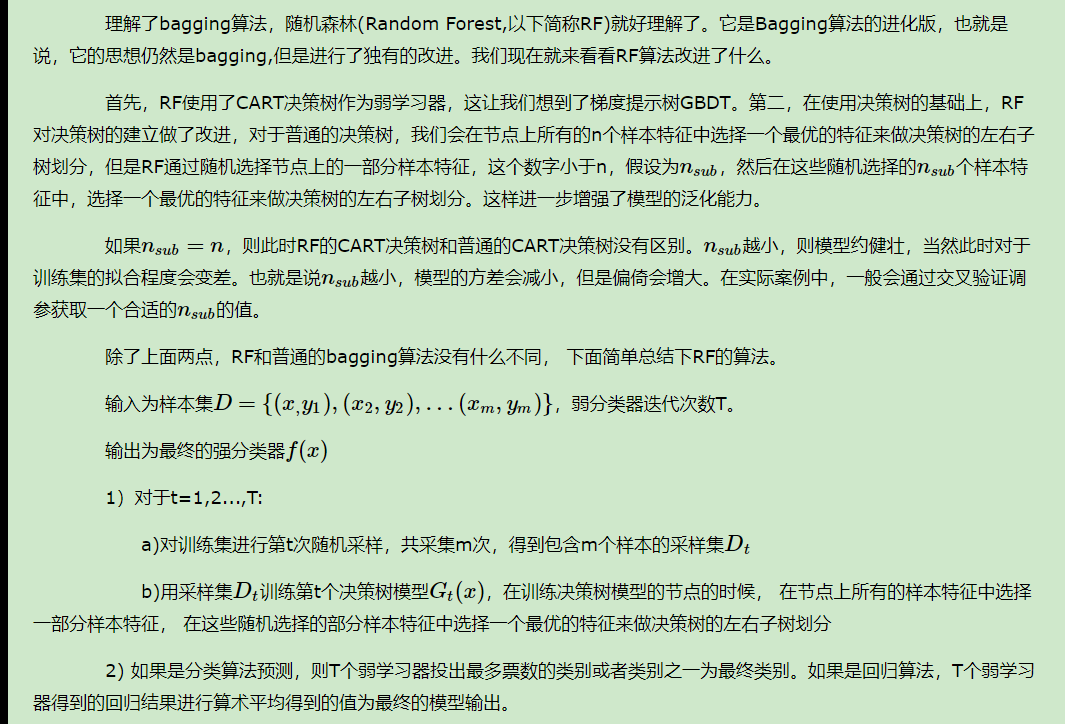 理解了bagging算法，随机森林(Random Forest,以下简称RF)就好理解了。它是Bagging算法的进化版，也就是
说，它的思想仍然是bagging,但是进行了独有的改进。我们现在就来看看RF算法改进了什么。
首先，RF使用了CART决策树作为弱学习器，这让我们想到了梯度提示树GBDT。第二，在使用决策树的基础上，RF
对决策树的建立做了改进，对于普通的决策树，我们会在节点上所有的n个样本特征中选择一个最优的特征来做决策树的左右子
树划分，但是RF通过随机选择节点上的一部分样本特征，这个数字小于n，假设为n_{sub}，然后在这些随机选择的n_{sub}个样本特
征中，选择一个最优的特征来做决策树的左右子树划分。这样进一步增强了模型的泛化能力。
如果n_{sub} = n，则此时RF的CART决策树和普通的CART决策树没有区别。n_{sub}越小，则模型约健壮，当然此时对于
训练集的拟合程度会变差。也就是说n_{sub}越小，模型的方差会减小，但是偏倚会增大。在实际案例中，一般会通过交叉验证调
参获取一个合适的n_{sub}的值。
除了上面两点，RF和普通的bagging算法没有什么不同， 下面简单总结下RF的算法。
输入为样本集D = {(x_,y_1), (x_2, y_2), ...(x_m, y_m)}，弱分类器迭代次数T。
输出为最终的强分类器f(x)
1）对于t=1,2...,T:
a)对训练集进行第t次随机采样，共采集m次，得到包含m个样本的采样集D_t
b)用采样集D_t训练第t个决策树模型G_t(x)，在训练决策树模型的节点的时候， 在节点上所有的样本特征中选择
一部分样本特征， 在这些随机选择的部分样本特征中选择一个最优的特征来做决策树的左右子树划分
2) 如果是分类算法预测，则T个弱学习器投出最多票数的类别或者类别之一为最终类别。如果是回归算法，T个弱学习
器得到的回归结果进行算术平均得到的值为最终的模型输出。